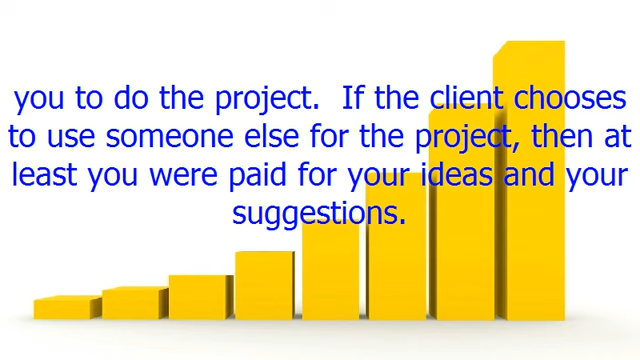 you to do the project.  If the client chooses
to use someone else for the project, then at
least you were paid for your ideas and your
suggestions.